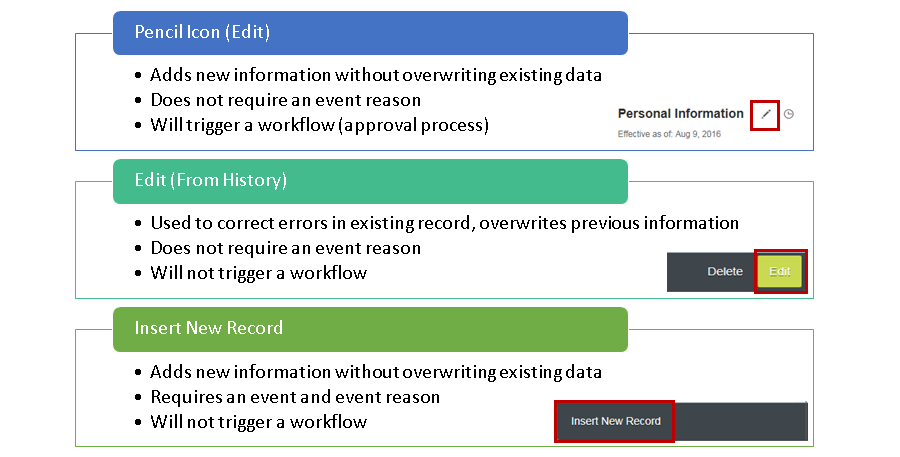 Pencil Icon (Edit)
• Adds new information without overwriting existing data
• Does not require an event reason
• Will trigger a workflow (approval process)
Personal Information
Effective as of: Aug 9, 2016
Edit (From History)
• Used to correct errors in existing record, overwrites previous information
• Does not require an event reason
• Will not trigger a workflow
Delete Edit
Insert New Record
• Adds new information without overwriting existing data
• Requires an event and event reason
• Will not trigger a workflow
Insert New Record